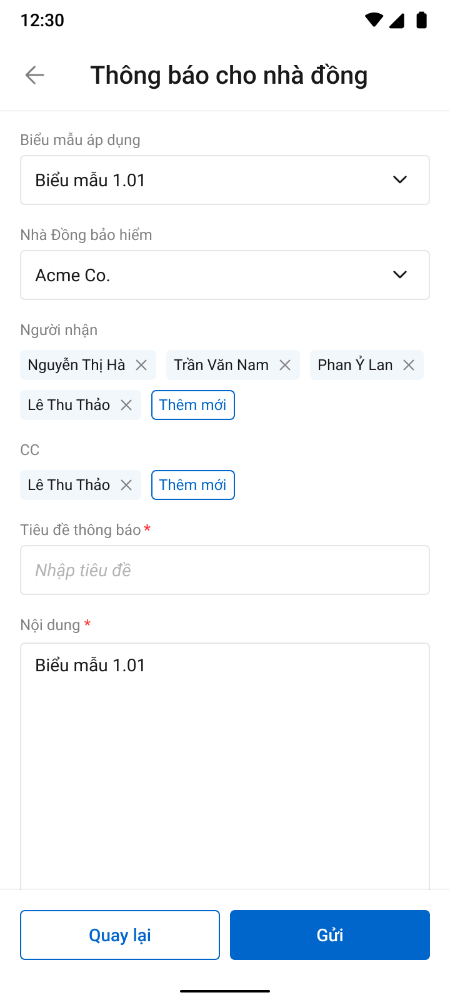 12:30
Thông báo cho nhà đồng
Biểu mẫu áp dụng
Biểu mẫu 1.01
Nhà Đồng bảo hiểm
Acme Co.
Người nhận
Nguyễn Thị Hà Trần Văn Nam Phan Ỷ Lan
Lê Thu Thảo Thêm mới
CC
Lê Thu Thảo Thêm mới
Tiêu đề thông báo *
Nhập tiêu đề
Nội dung *
Biểu mẫu 1.01
Quay lại Gửi